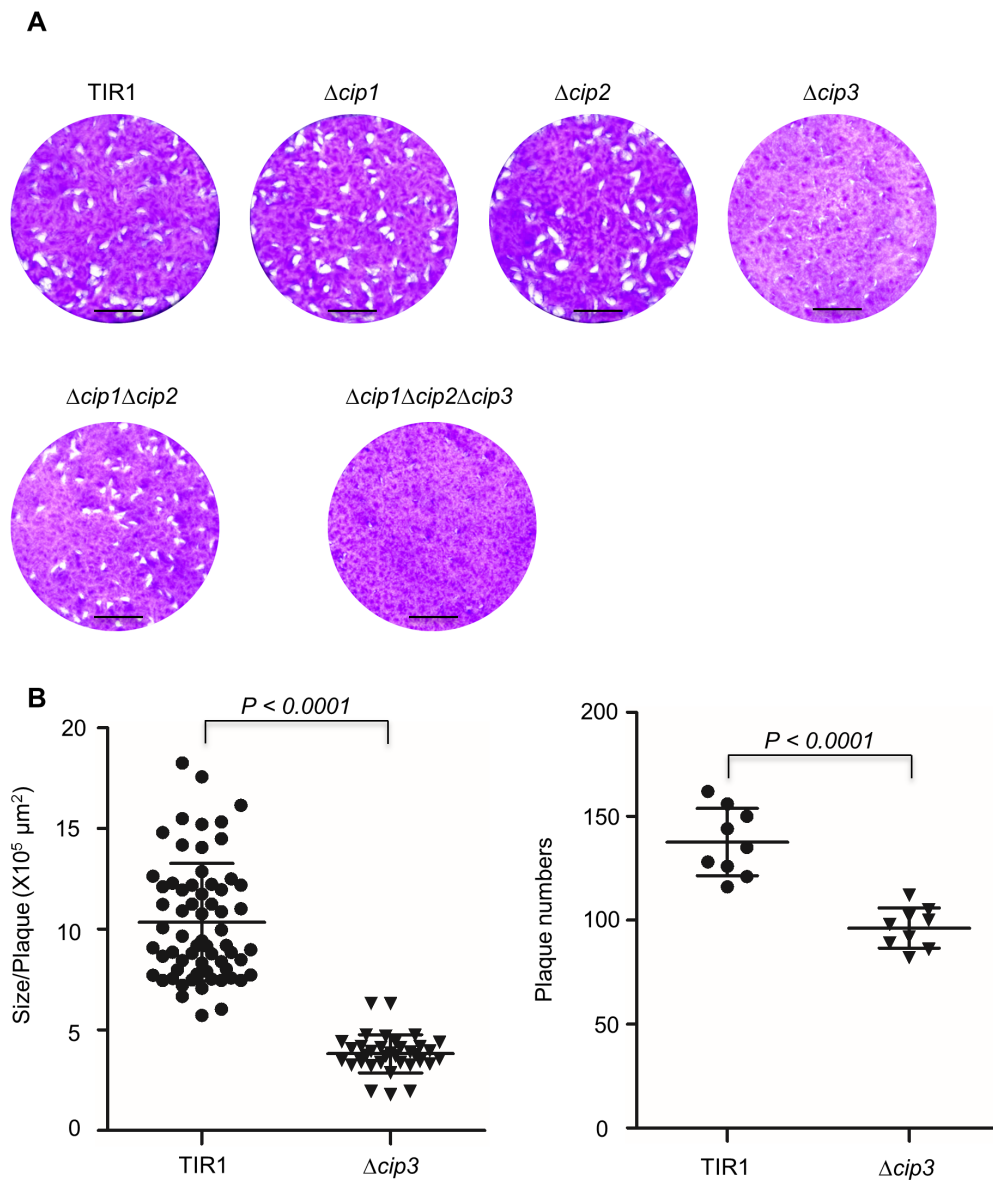 A
TIR1 Δcip1 Δcip2 Δcip3
Δcip1Δcip2 Δcip1Δcip2Δcip3
B
P < 0.0001
Size/Plaque (X10⁵ μm²)
20
15
10
5
0
TIR1 Δcip3
P < 0.0001
Plaque numbers
200
150
100
50
0
TIR1 Δcip3